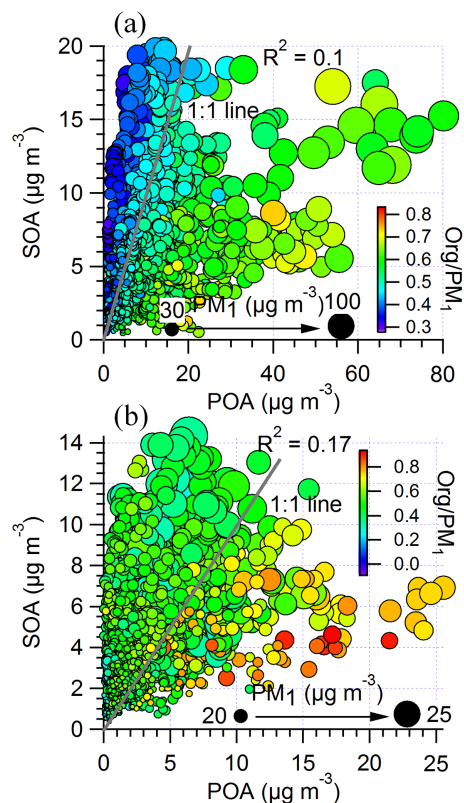 (a)
R² = 0.1
1:1 line
SOA (µg m⁻³)
20
15
10
5
0
0.8
0.7
0.6
0.5
0.4
0.3
Org/PM₁
30 PM₁ (µg m⁻³) 100
0 20 40 60 80
POA (µg m⁻³)
(b)
R² = 0.17
1:1 line
SOA (µg m⁻³)
14
12
10
8
6
4
2
0
0.8
0.6
0.4
0.2
0.0
Org/PM₁
PM₁ (µg m⁻³)
20 25
0 5 10 15 20 25
POA (µg m⁻³)